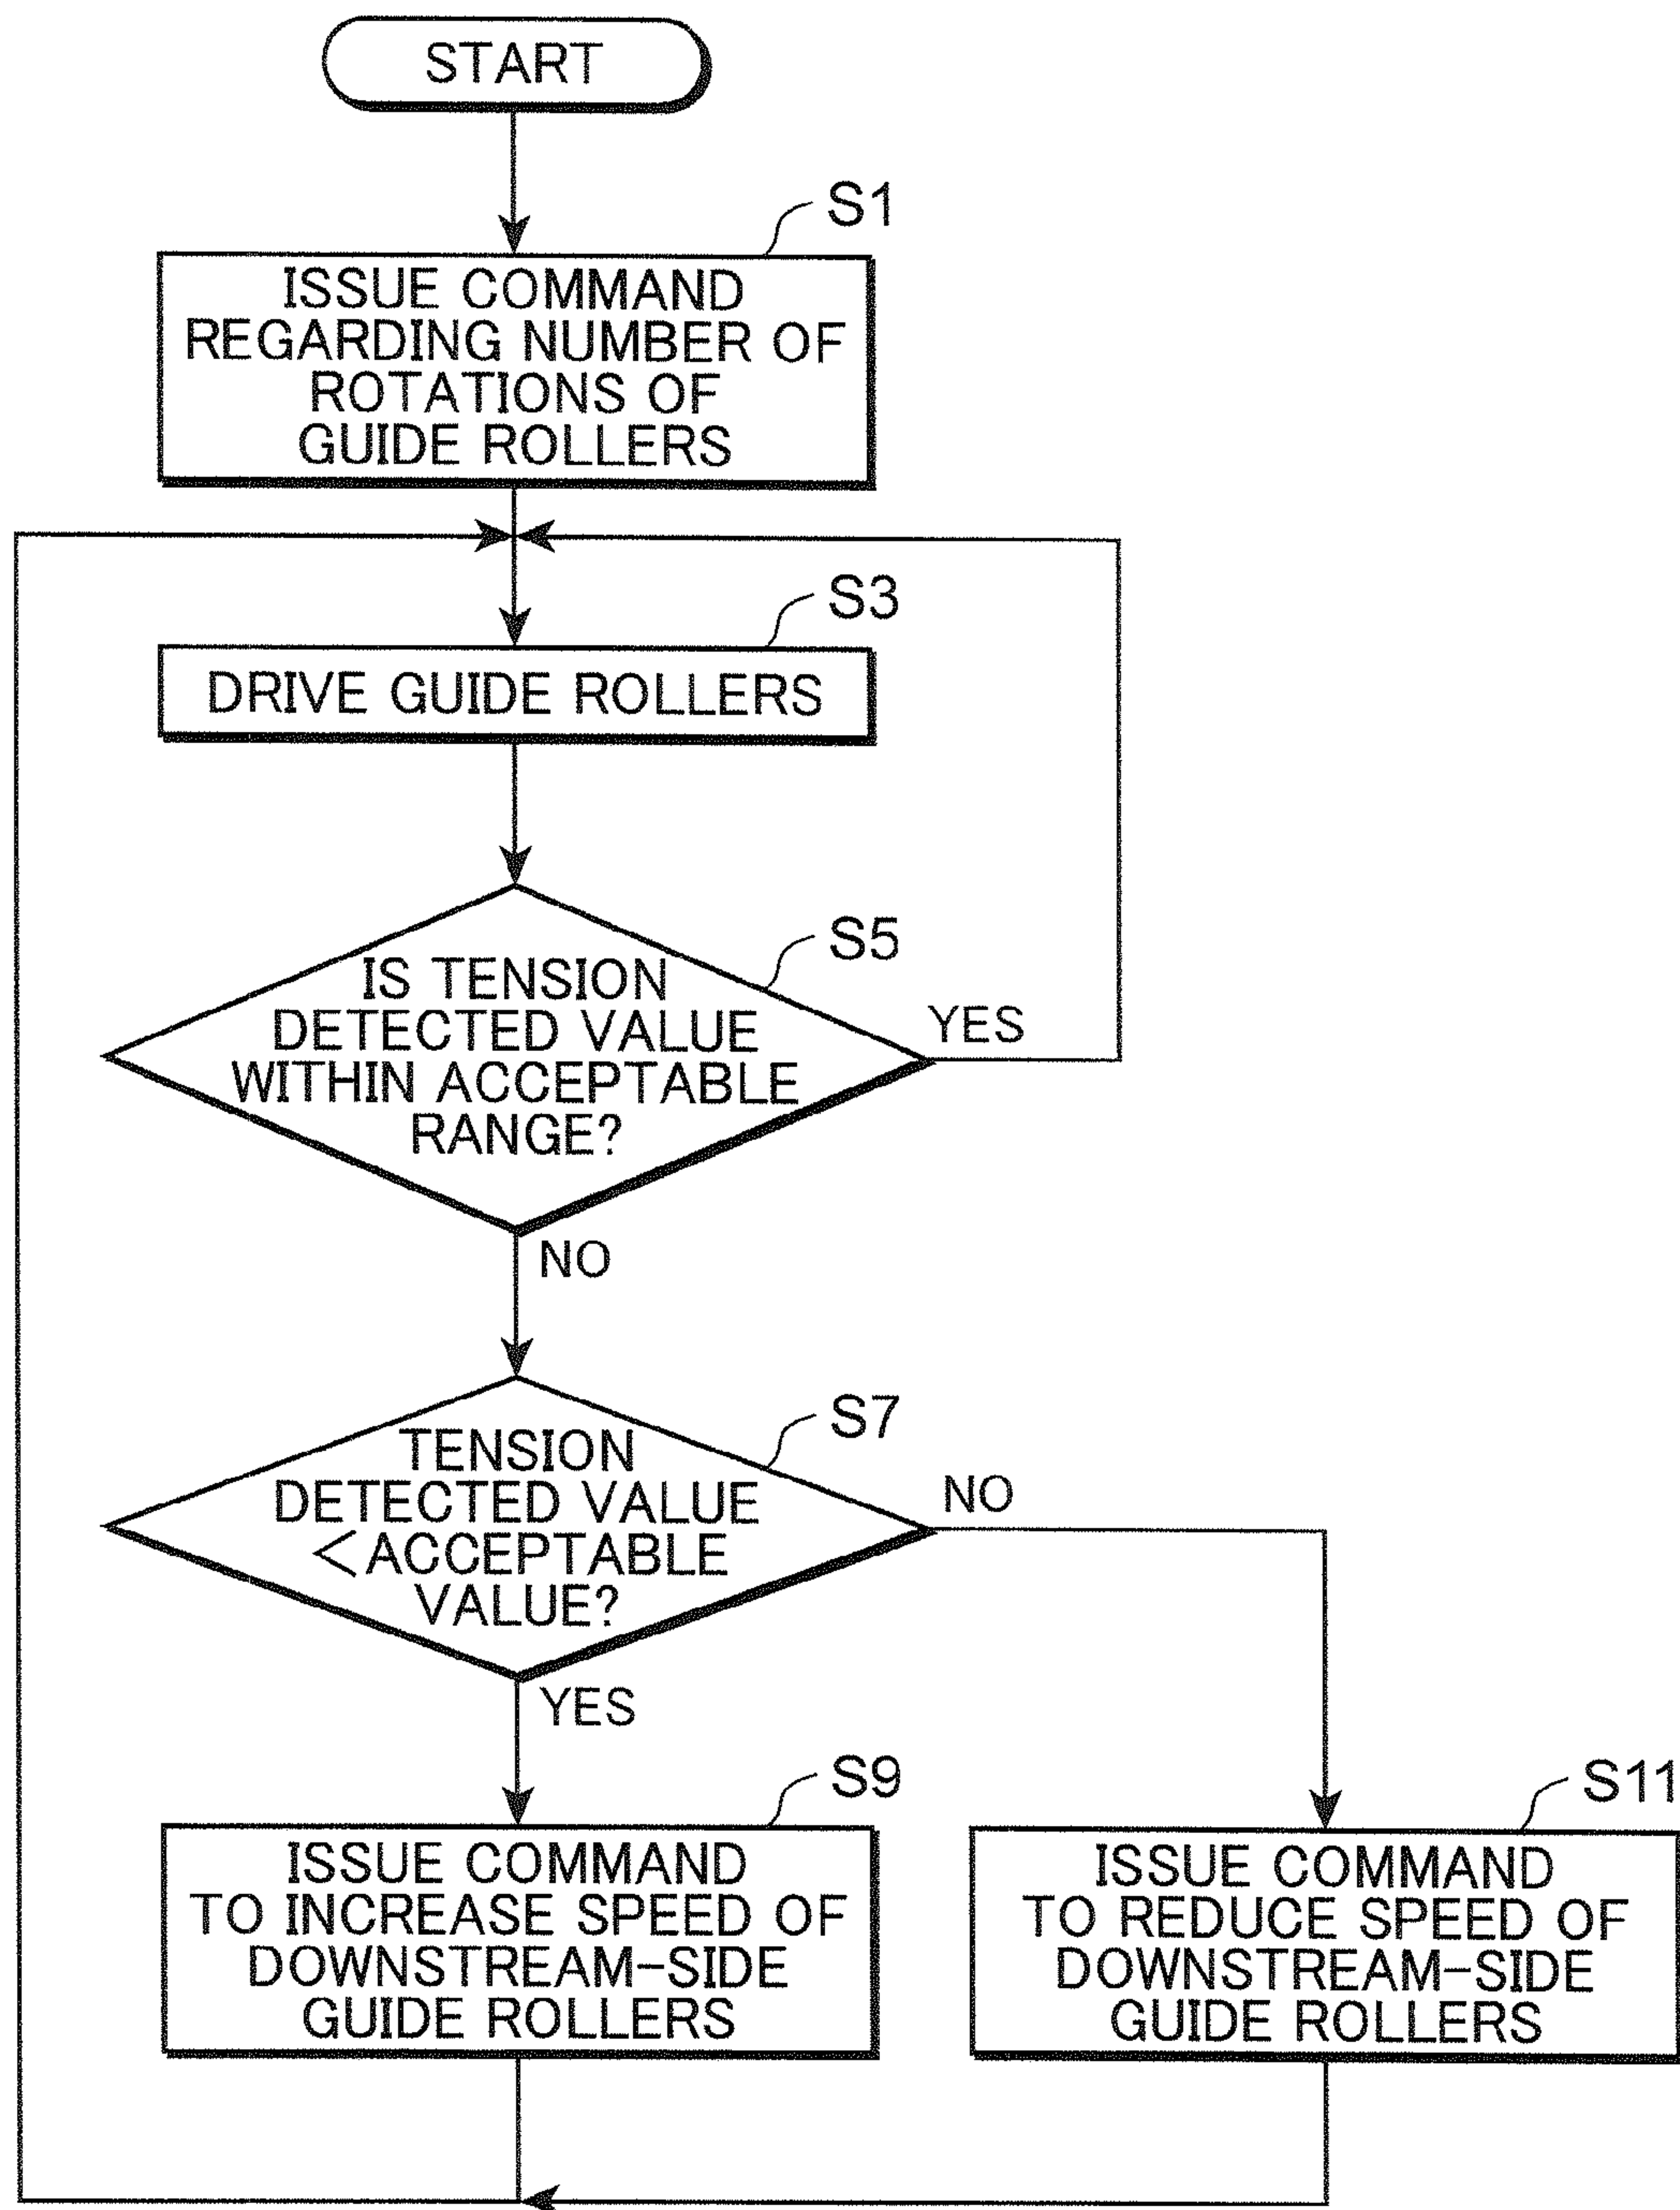 START
S1
ISSUE COMMAND
REGARDING NUMBER OF
ROTATIONS OF
GUIDE ROLLERS
S3
DRIVE GUIDE ROLLERS
S5
IS TENSION
DETECTED VALUE
WITHIN ACCEPTABLE
RANGE?
YES
NO
S7
TENSION
DETECTED VALUE
<ACCEPTABLE
VALUE?
NO
YES
S9
ISSUE COMMAND
TO INCREASE SPEED OF
DOWNSTREAM-SIDE
GUIDE ROLLERS
S11
ISSUE COMMAND
TO REDUCE SPEED OF
DOWNSTREAM-SIDE
GUIDE ROLLERS